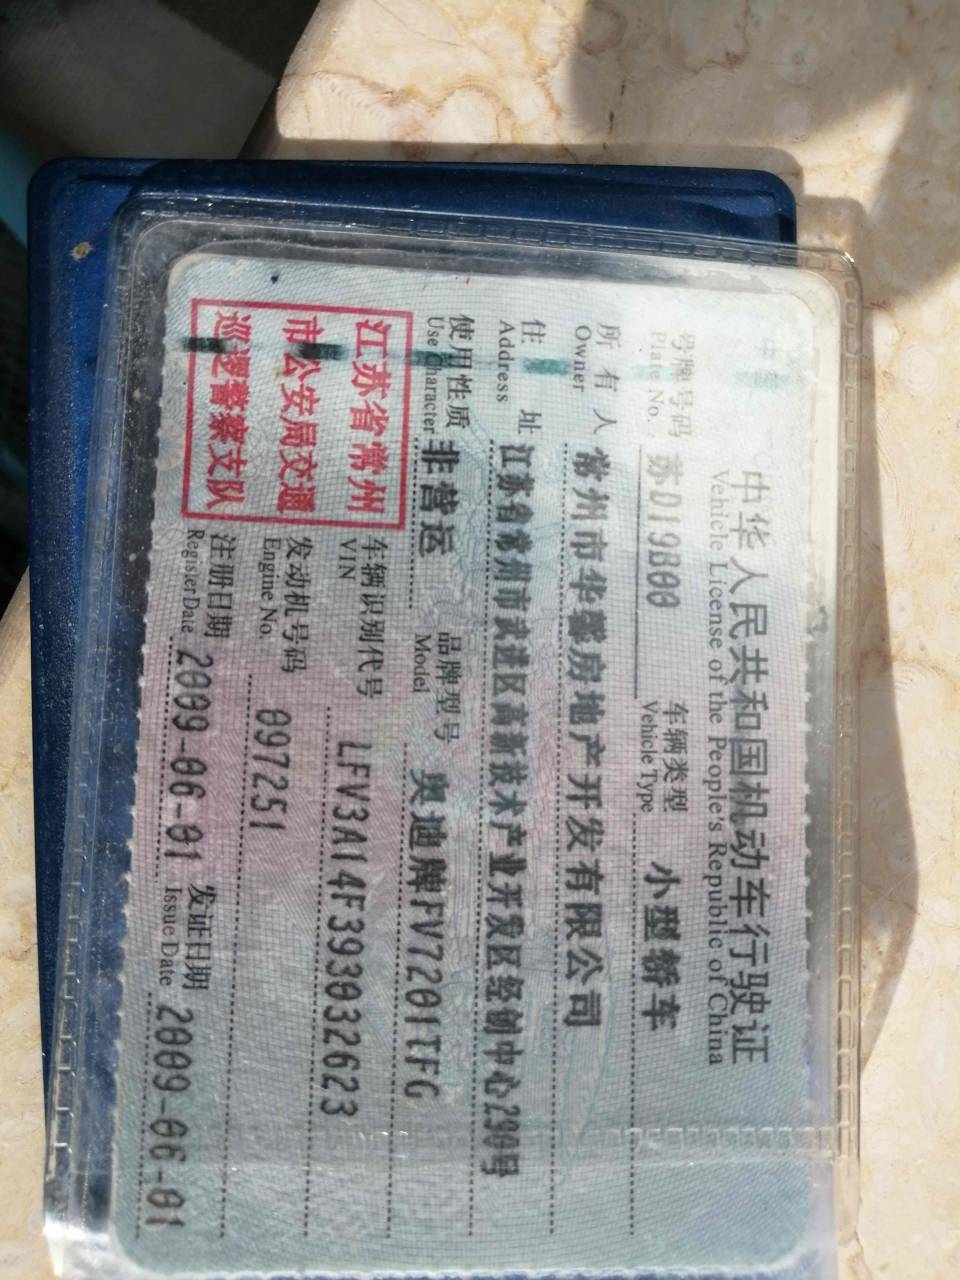 中华人民共和国机动车行驶证
Vehicle License of the People's Republic of China
号牌号码 苏D19B00 车辆类型 小型轿车
Plate No. Vehicle Type
所有人 常州市华馨房地产开发有限公司
Owner
住址 江苏省常州市武进区高新技术产业开发区经创中心290号
Address
使用性质 非营运 品牌型号 奥迪牌FV7201TFG
Use Character Model
江苏省常州
市公安局交通
巡逻警察支队
车辆识别代号 LFV3A14F393032623
VIN
发动机号码 097251
Engine No.
注册日期 2009-06-01 发证日期 2009-06-01
Register Date Issue Date